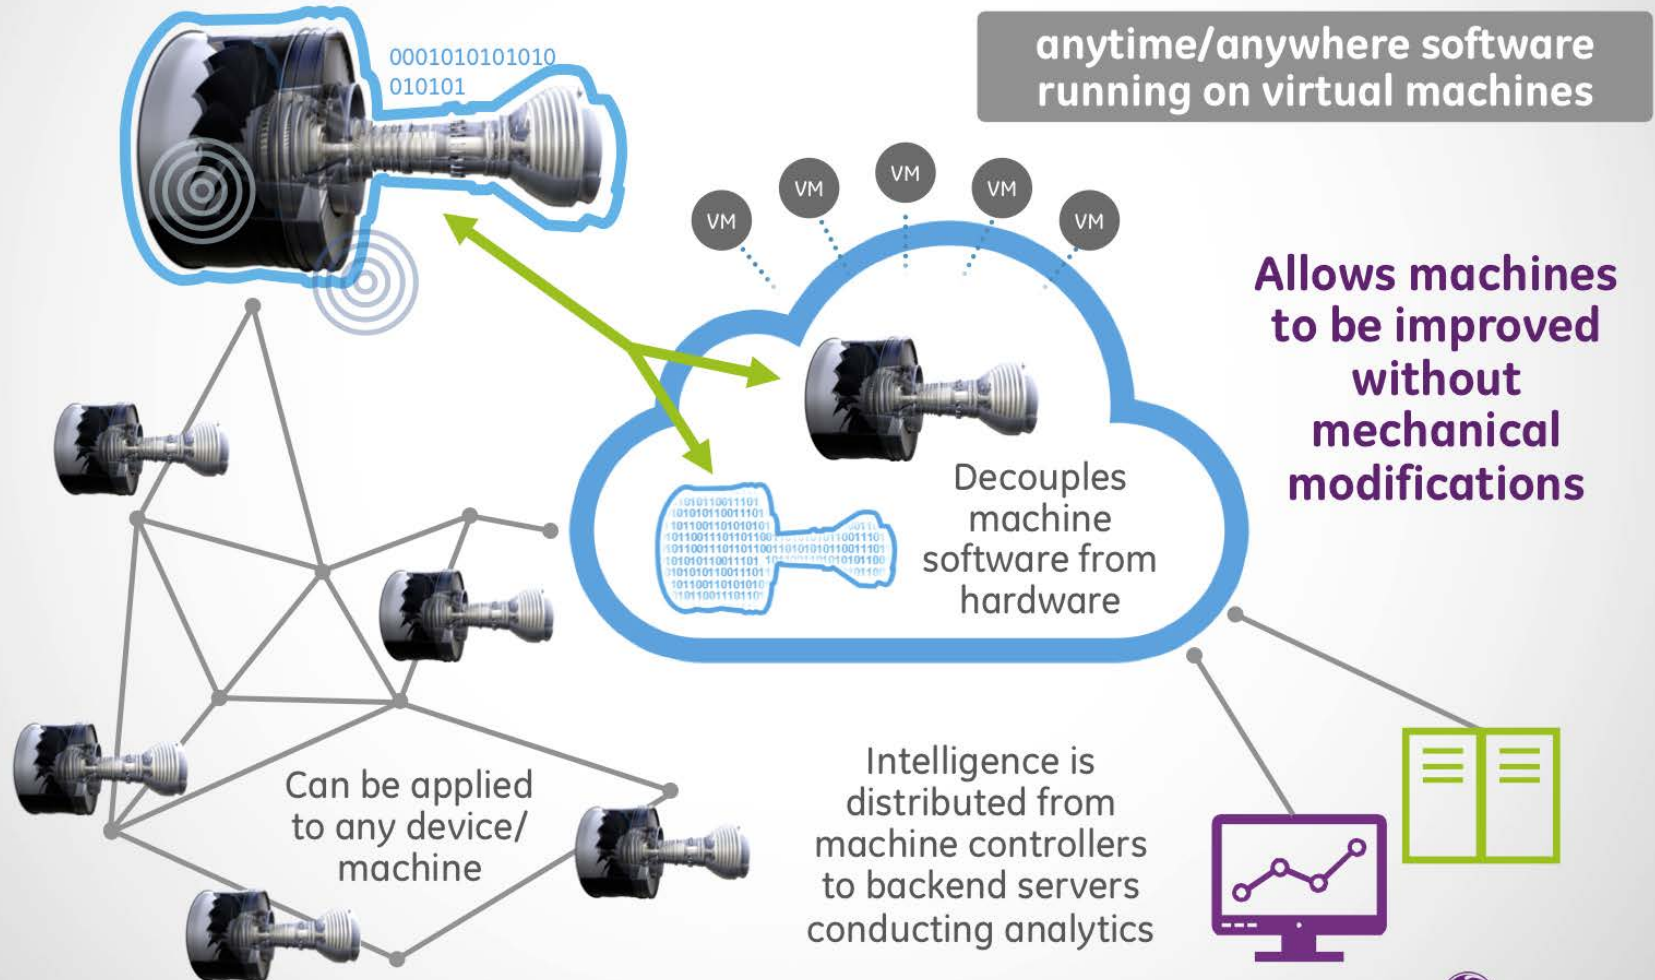 0001010101010
010101
anytime/anywhere software
running on virtual machines
VM
VM
VM
VM
VM
Allows machines
to be improved
without
mechanical
modifications
Decouples
machine
software from
hardware
Can be applied
to any device/
machine
Intelligence is
distributed from
machine controllers
to backend servers
conducting analytics